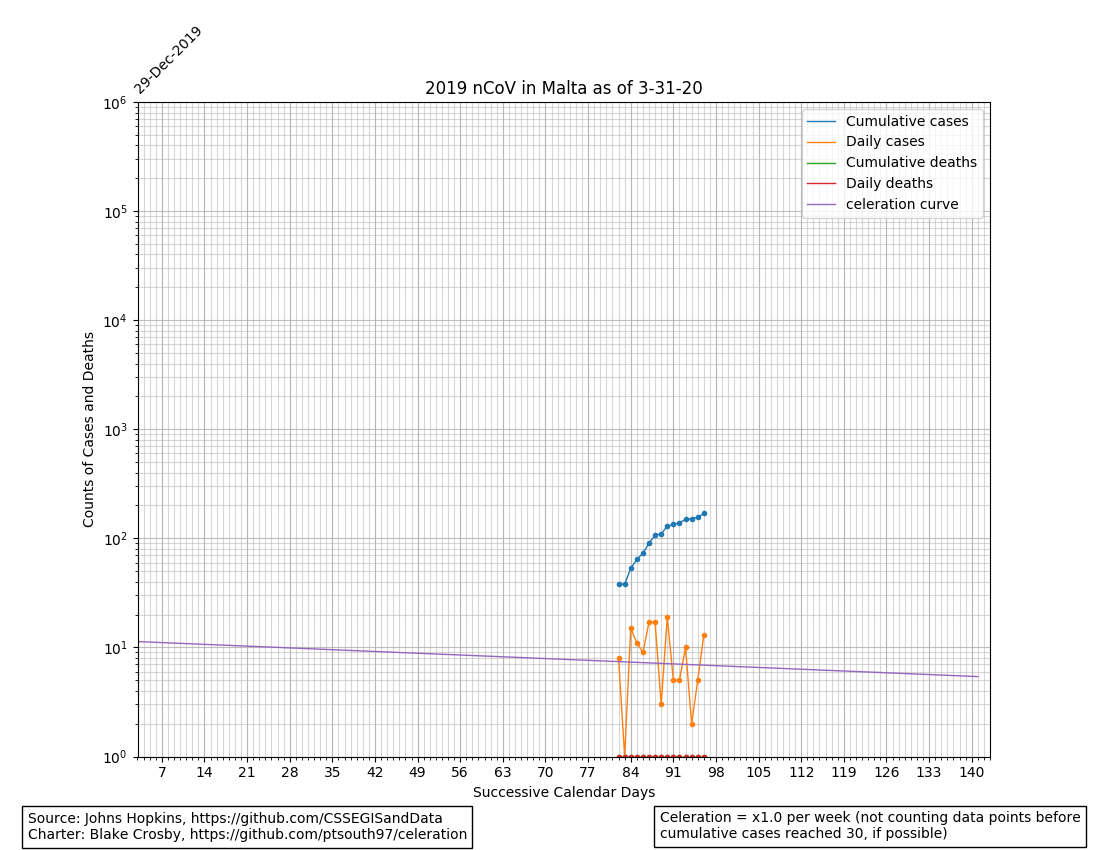 29-Dec-2019
2019 nCoV in Malta as of 3-31-20
Cumulative cases
Daily cases
Cumulative deaths
Daily deaths
celeration curve
Counts of Cases and Deaths
10^6
10^5
10^4
10^3
10^2
10^1
10^0
7 14 21 28 35 42 49 56 63 70 77 84 91 98 105 112 119 126 133 140
Successive Calendar Days
Source: Johns Hopkins, https://github.com/CSSEGISandData
Charter: Blake Crosby, https://github.com/ptsouth97/celeration
Celeration = x1.0 per week (not counting data points before
cumulative cases reached 30, if possible)